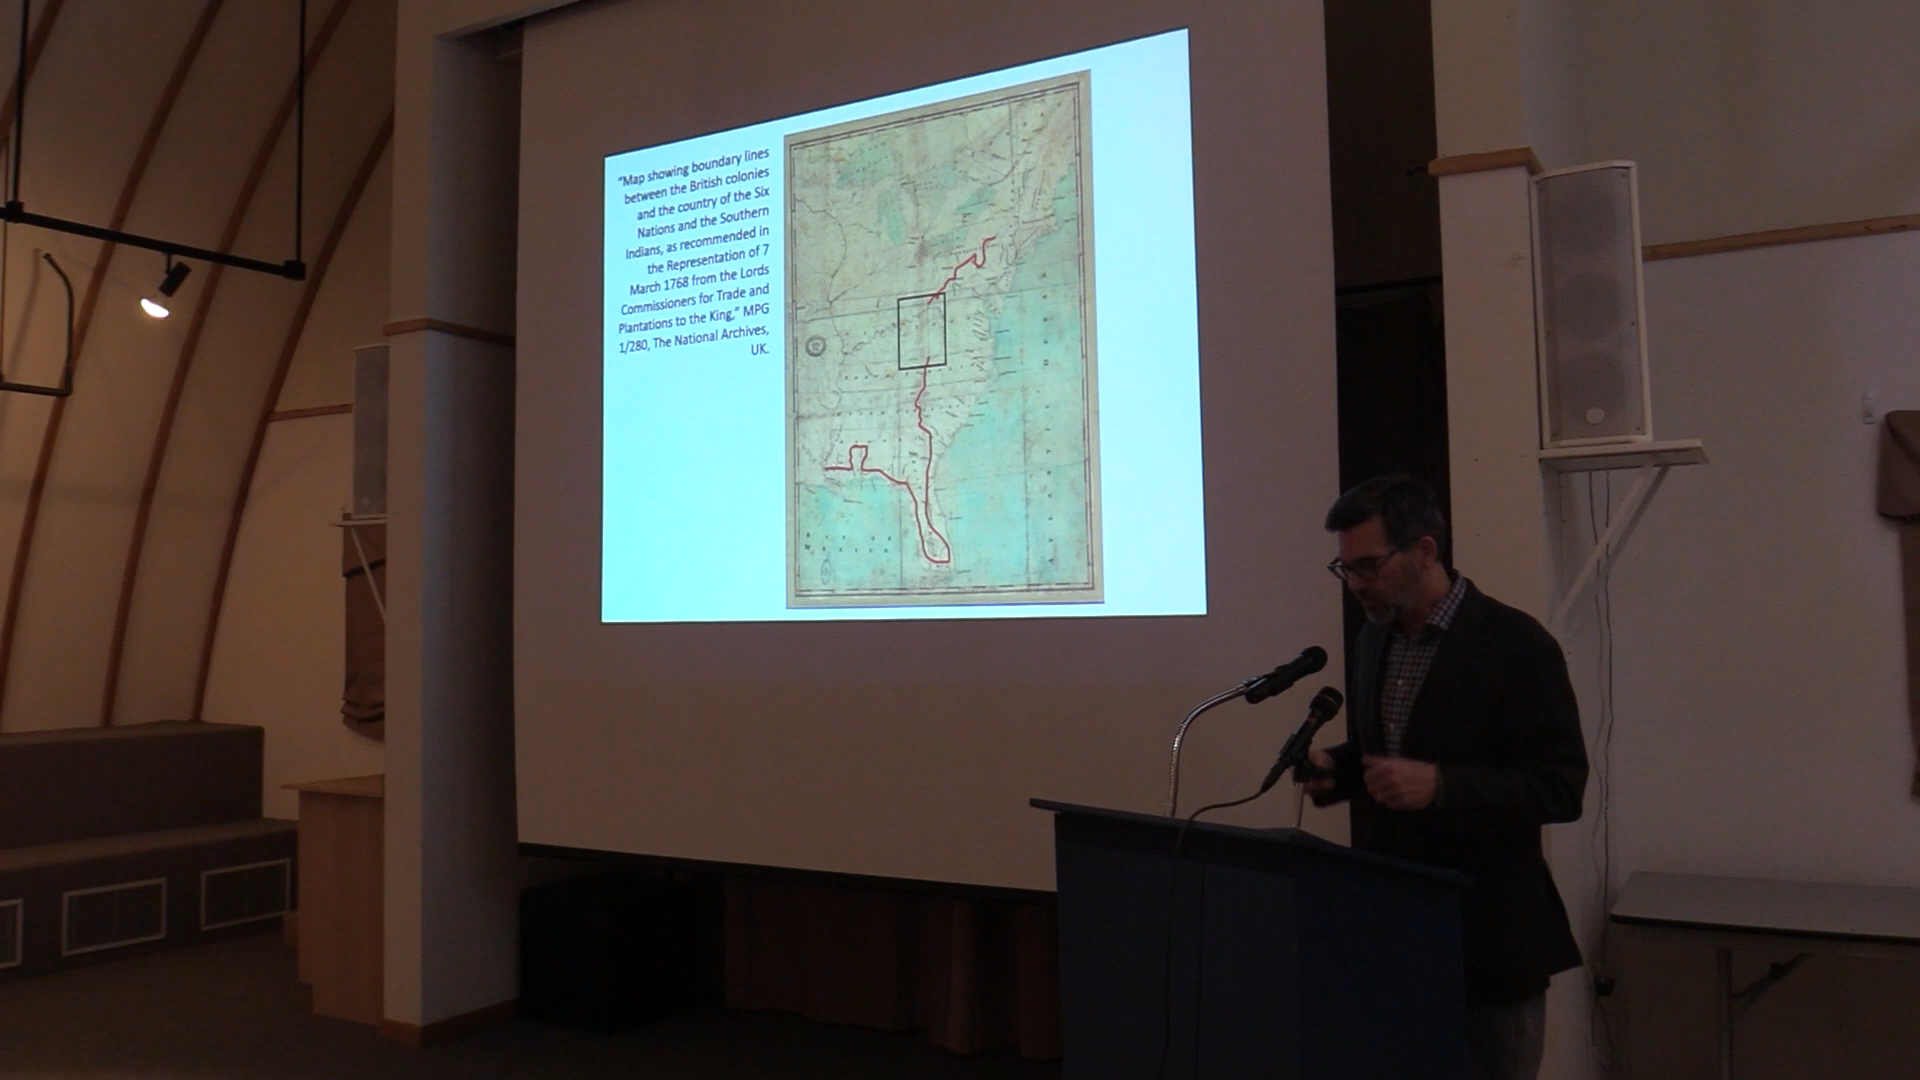 "Map showing boundary lines
between the British colonies
and the country of the Six
Nations and the Southern
Indians, as recommended in
the Representation of 7
March 1768 from the Lords
Commissioners for Trade and
Plantations to the King," MPG
1/280, The National Archives,
UK.